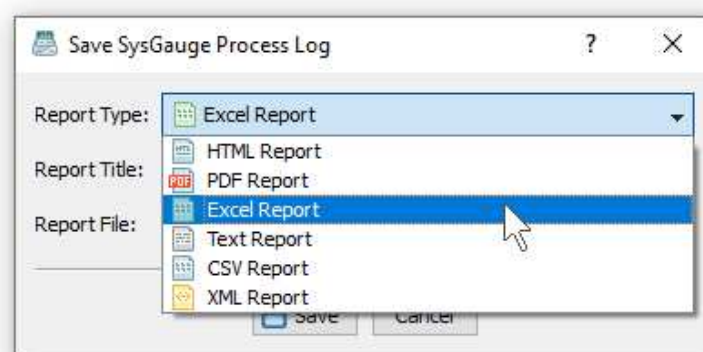 Save SysGauge Process Log ?
Report Type: Excel Report
HTML Report
Report Title:
PDF Report
Excel Report
Report File:
Text Report
CSV Report
XML Report
Save Cancel